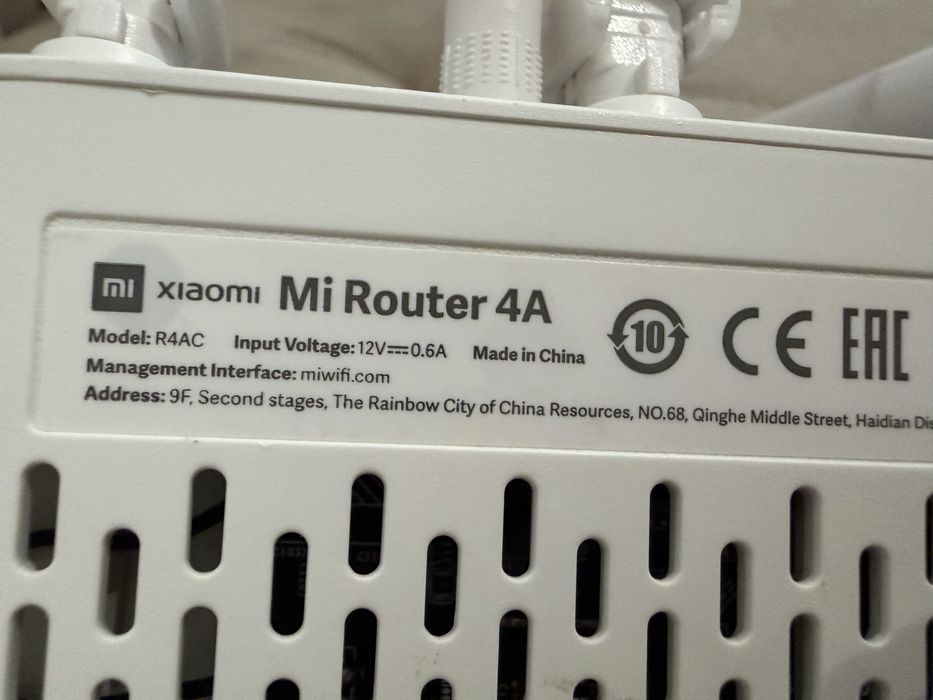 mi xiaomi Mi Router 4A
Model: R4AC Input Voltage: 12V⎓0.6A Made in China
Management Interface: miwifi.com
Address: 9F, Second stages, The Rainbow City of China Resources, NO.68, Qinghe Middle Street, Haidian Dis
10 CE EAC